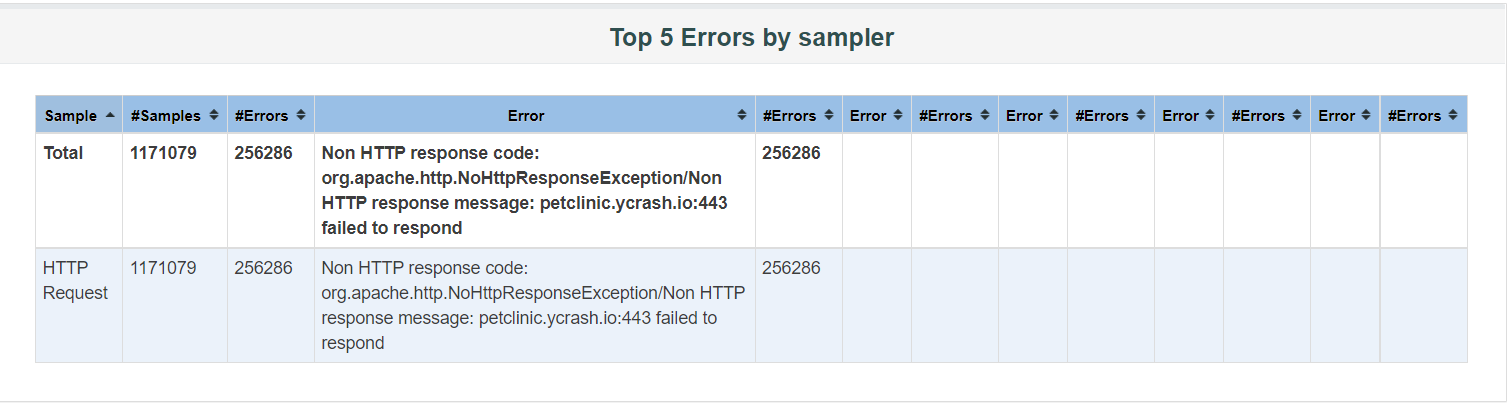 Top 5 Errors by sampler
Sample #Samples #Errors Error #Errors Error #Errors Error #Errors Error #Errors Error #Errors
Total 1171079 256286 Non HTTP response code: 256286
org.apache.http.NoHttpResponseException/Non
HTTP response message: petclinic.ycrash.io:443
failed to respond
HTTP 1171079 256286 Non HTTP response code: 256286
Request org.apache.http.NoHttpResponseException/Non HTTP
response message: petclinic.ycrash.io:443 failed to
respond